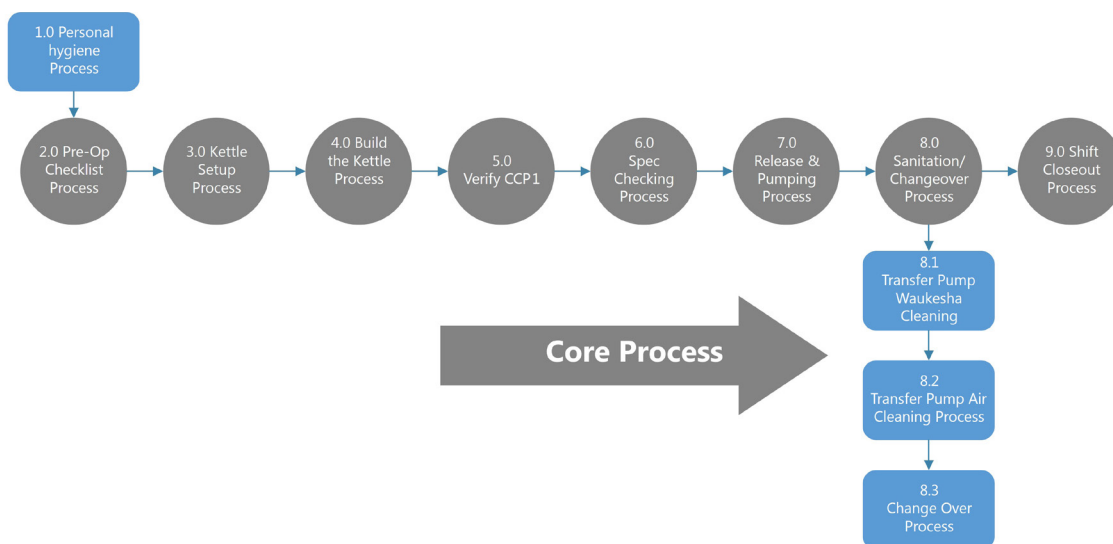 1.0 Personal
hygiene
Process
2.0 Pre-Op
Checklist
Process
3.0 Kettle
Setup
Process
4.0 Build
the Kettle
Process
5.0
Verify CCP1
6.0
Spec
Checking
Process
7.0
Release &
Pumping
Process
8.0
Sanitation/
Changeover
Process
9.0 Shift
Closeout
Process
8.1
Transfer Pump
Waukesha
Cleaning
Core Process
8.2
Transfer Pump Air
Cleaning Process
8.3
Change Over
Process